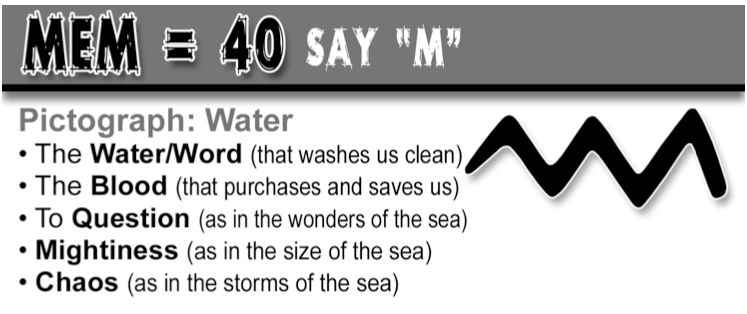 MEM = 40 SAY "M"
Pictograph: Water
• The Water/Word (that washes us clean)
• The Blood (that purchases and saves us)
• To Question (as in the wonders of the sea)
• Mightiness (as in the size of the sea)
• Chaos (as in the storms of the sea)